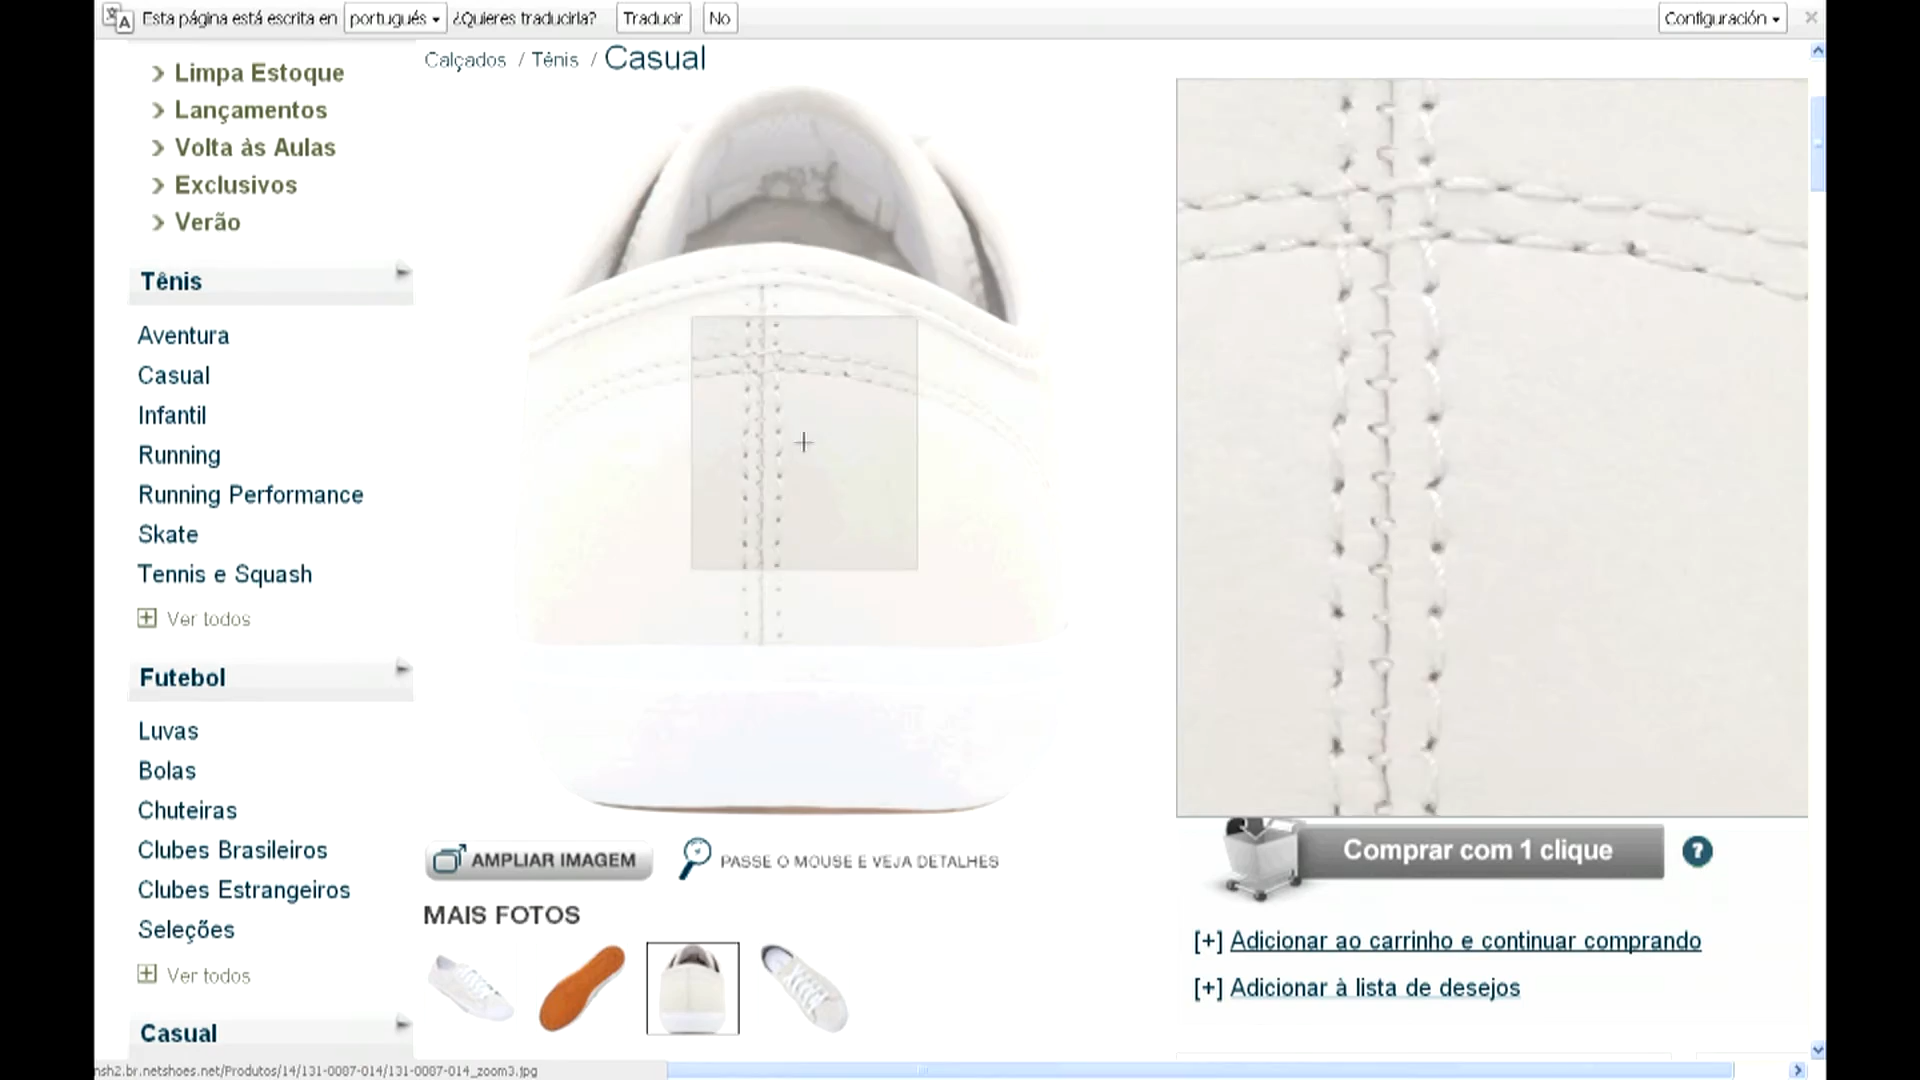 Esta página está escrita en português ¿Quieres traducirla? Traducir No Configuración
Calçados / Tênis / Casual
Limpa Estoque
Lançamentos
Volta às Aulas
Exclusivos
Verão
Tênis
Aventura
Casual
Infantil
Running
Running Performance
Skate
Tennis e Squash
Ver todos
Futebol
Luvas
Bolas
Chuteiras
Clubes Brasileiros
Clubes Estrangeiros
Seleções
Ver todos
Casual
AMPLIAR IMAGEM
PASSE O MOUSE E VEJA DETALHES
MAIS FOTOS
Comprar com 1 clique ?
[+] Adicionar ao carrinho e continuar comprando
[+] Adicionar à lista de desejos
nsh2.br.netshoes.net/Produtos/14/131-0087-014/131-0087-014_zoom3.jpg